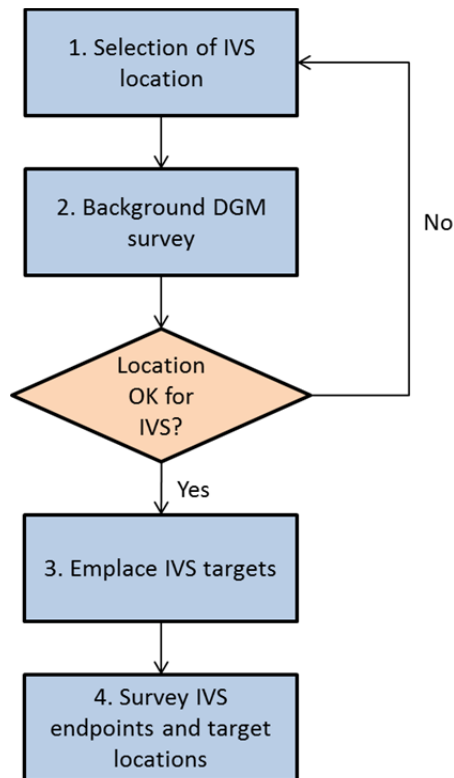 1. Selection of IVS
location
2. Background DGM
survey
No
Location
OK for
IVS?
Yes
3. Emplace IVS targets
4. Survey IVS
endpoints and target
locations